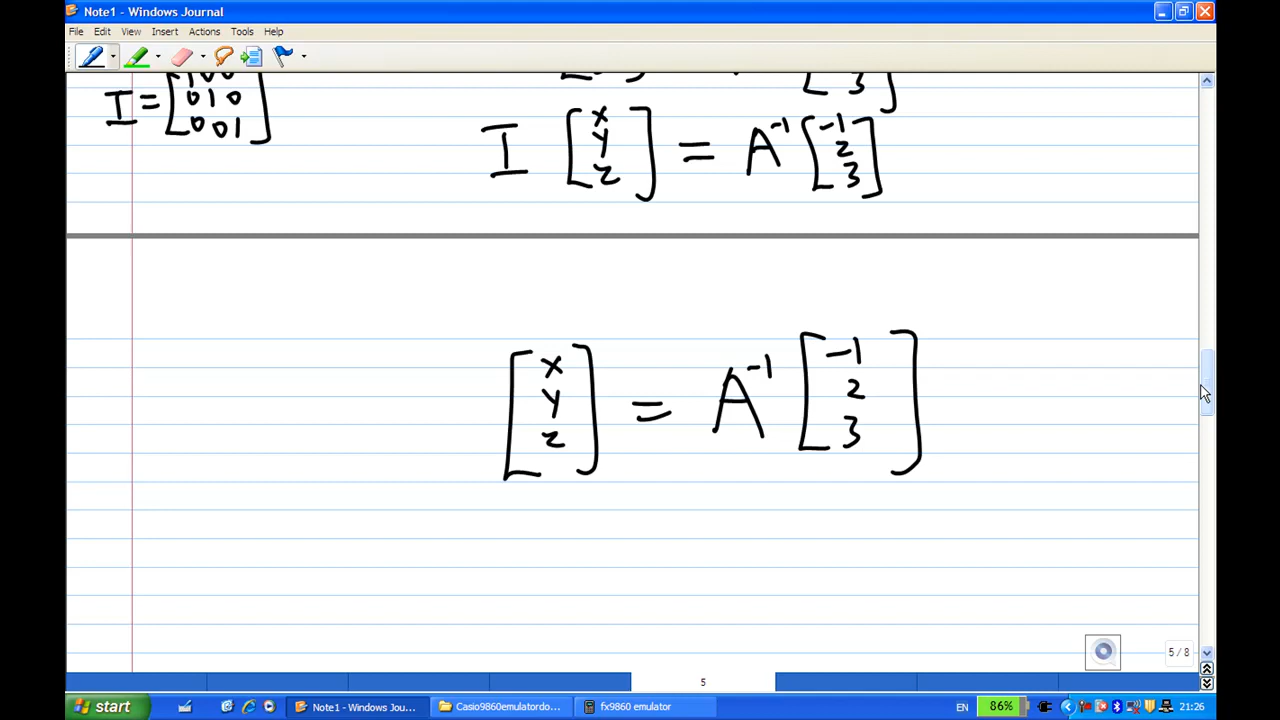 Note1 - Windows Journal
File Edit View Insert Actions Tools Help
I = [1 0 0
0 1 0
0 0 1]
3
I [x y z] = A⁻¹ [-1 2 3]
[x y z] = A⁻¹ [-1 2 3]
5 / 8
5
start Note1 - Windows Jou... Casio9860emulatordo... fx9860 emulator EN 86% 21:26